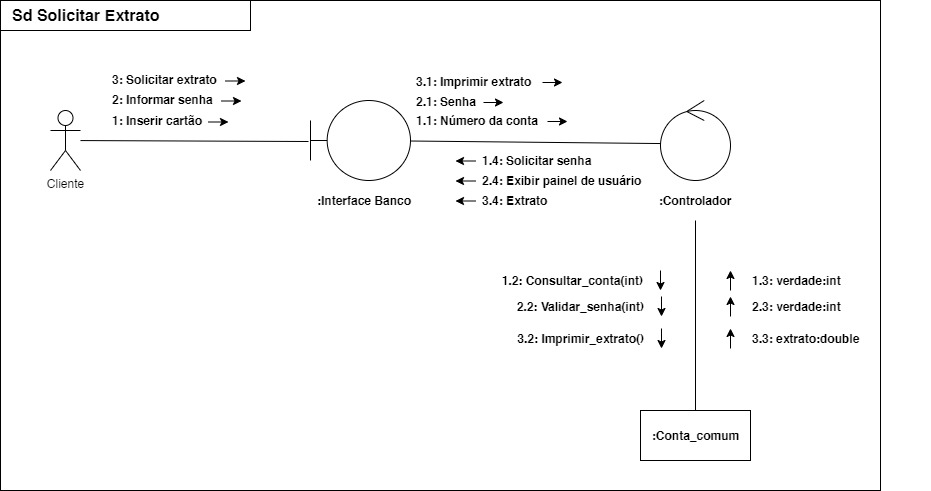 Sd Solicitar Extrato
3: Solicitar extrato
2: Informar senha
1: Inserir cartão
3.1: Imprimir extrato
2.1: Senha
1.1: Número da conta
1.4: Solicitar senha
2.4: Exibir painel de usuário
3.4: Extrato
Cliente
:Interface Banco
:Controlador
1.2: Consultar_conta(int)
2.2: Validar_senha(int)
3.2: Imprimir_extrato()
1.3: verdade:int
2.3: verdade:int
3.3: extrato:double
:Conta_comum